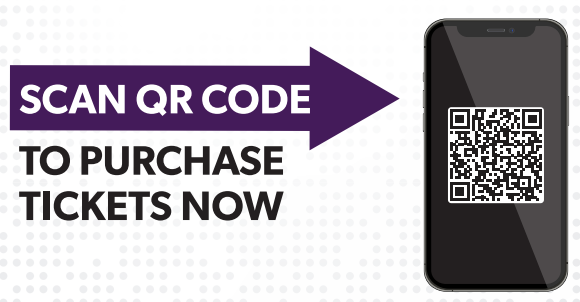 SCAN QR CODE
TO PURCHASE
TICKETS NOW